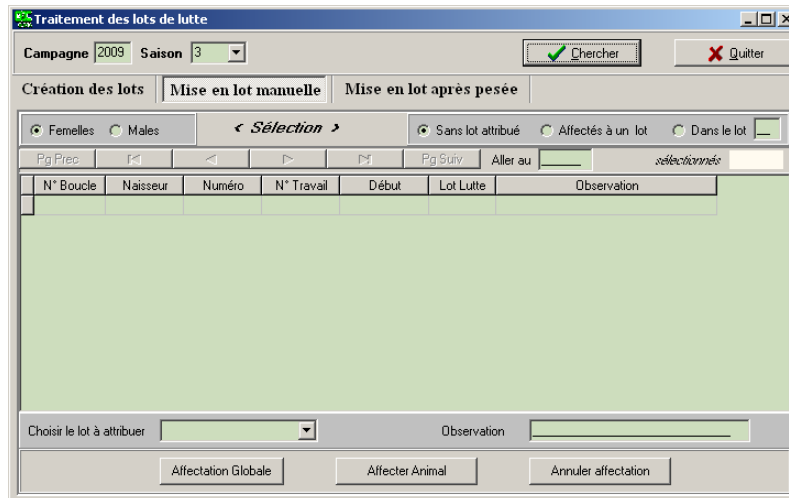 Traitement des lots de lutte
Campagne 2009 Saison 3 Chercher Quitter
Création des lots Mise en lot manuelle Mise en lot après pesée
Femelles Males < Sélection > Sans lot attribué Affectés à un lot Dans le lot
Pg Prec Pg Suiv Aller au sélectionnés
N° Boucle Naisseur Numéro N° Travail Début Lot Lutte Observation
Choisir le lot à attribuer Observation
Affectation Globale Affecter Animal Annuler affectation